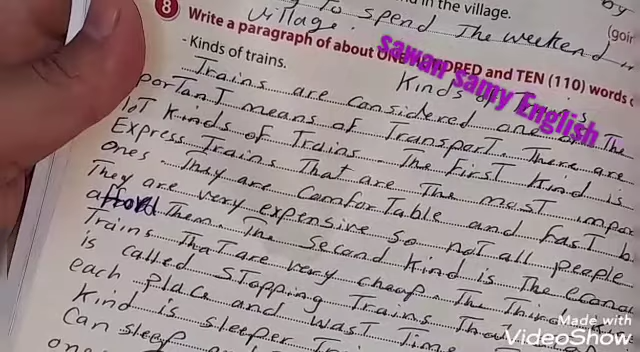 in the village.
by
To spend The weekend
village.
(goin
8 Write a paragraph of about ONE HUNDRED and TEN (110) words
- Kinds of trains.
Kinds of Trains
sawan samy English
Trains are considered one of The
porTanT means of TransporT. There are
loT Kinds of Trains. The First Kind is
Express Trains ThaT are The most impor
ones. They are comforTable and fasT b
They are very expensive so noT all people
afford Them. The Second Kind is The econo
Trains ThaT are very cheap. The Third
is called STopping Trains
each place and wasT Time
Kind is sleeper
Can sleep
ones
Made with
VideoShow